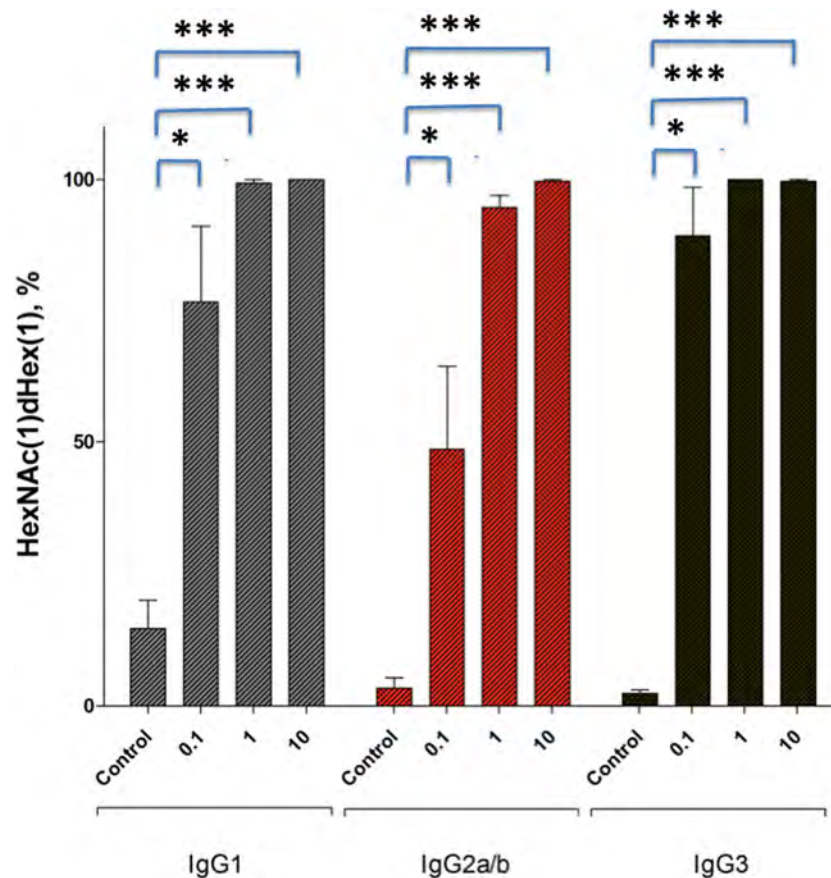 *** *** ***
*** *** ***
* * *
100
50
0
HexNAc(1)dHex(1), %
Control 0.1 1 10 Control 0.1 1 10 Control 0.1 1 10
IgG1 IgG2a/b IgG3